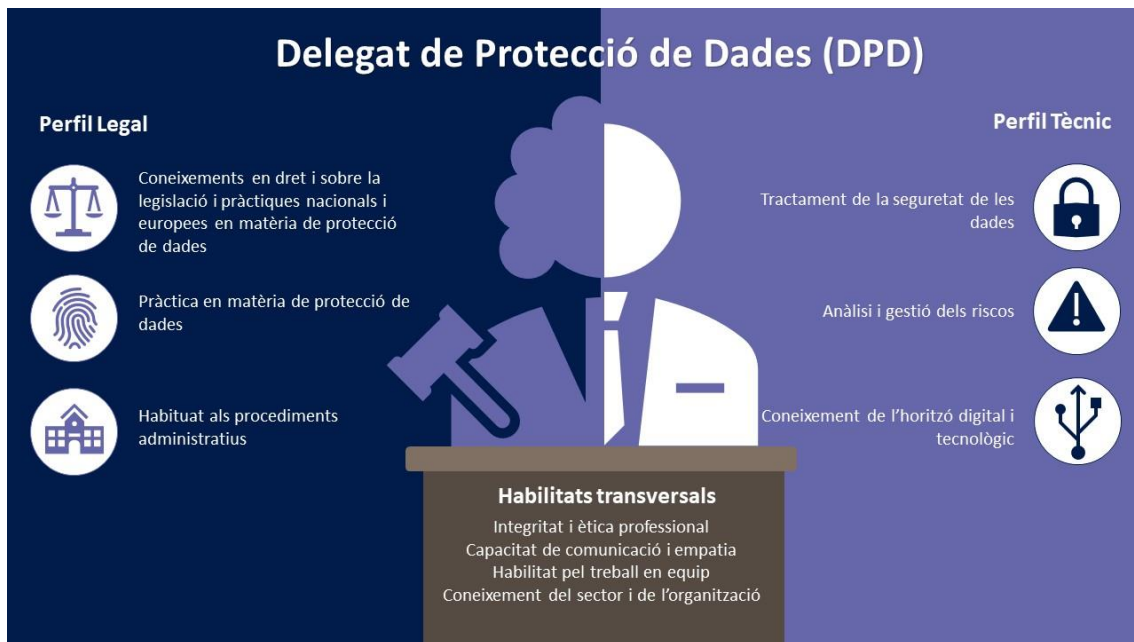 Delegat de Protecció de Dades (DPD)
Perfil Legal
Coneixements en dret i sobre la
legislació i pràctiques nacionals i
europees en matèria de protecció
de dades
Pràctica en matèria de protecció de
dades
Habituat als procediments
administratius
Perfil Tècnic
Tractament de la seguretat de les
dades
Anàlisi i gestió dels riscos
Coneixement de l’horitzó digital i
tecnològic
Habilitats transversals
Integritat i ètica professional
Capacitat de comunicació i empatia
Habilitat pel treball en equip
Coneixement del sector i de l’organització